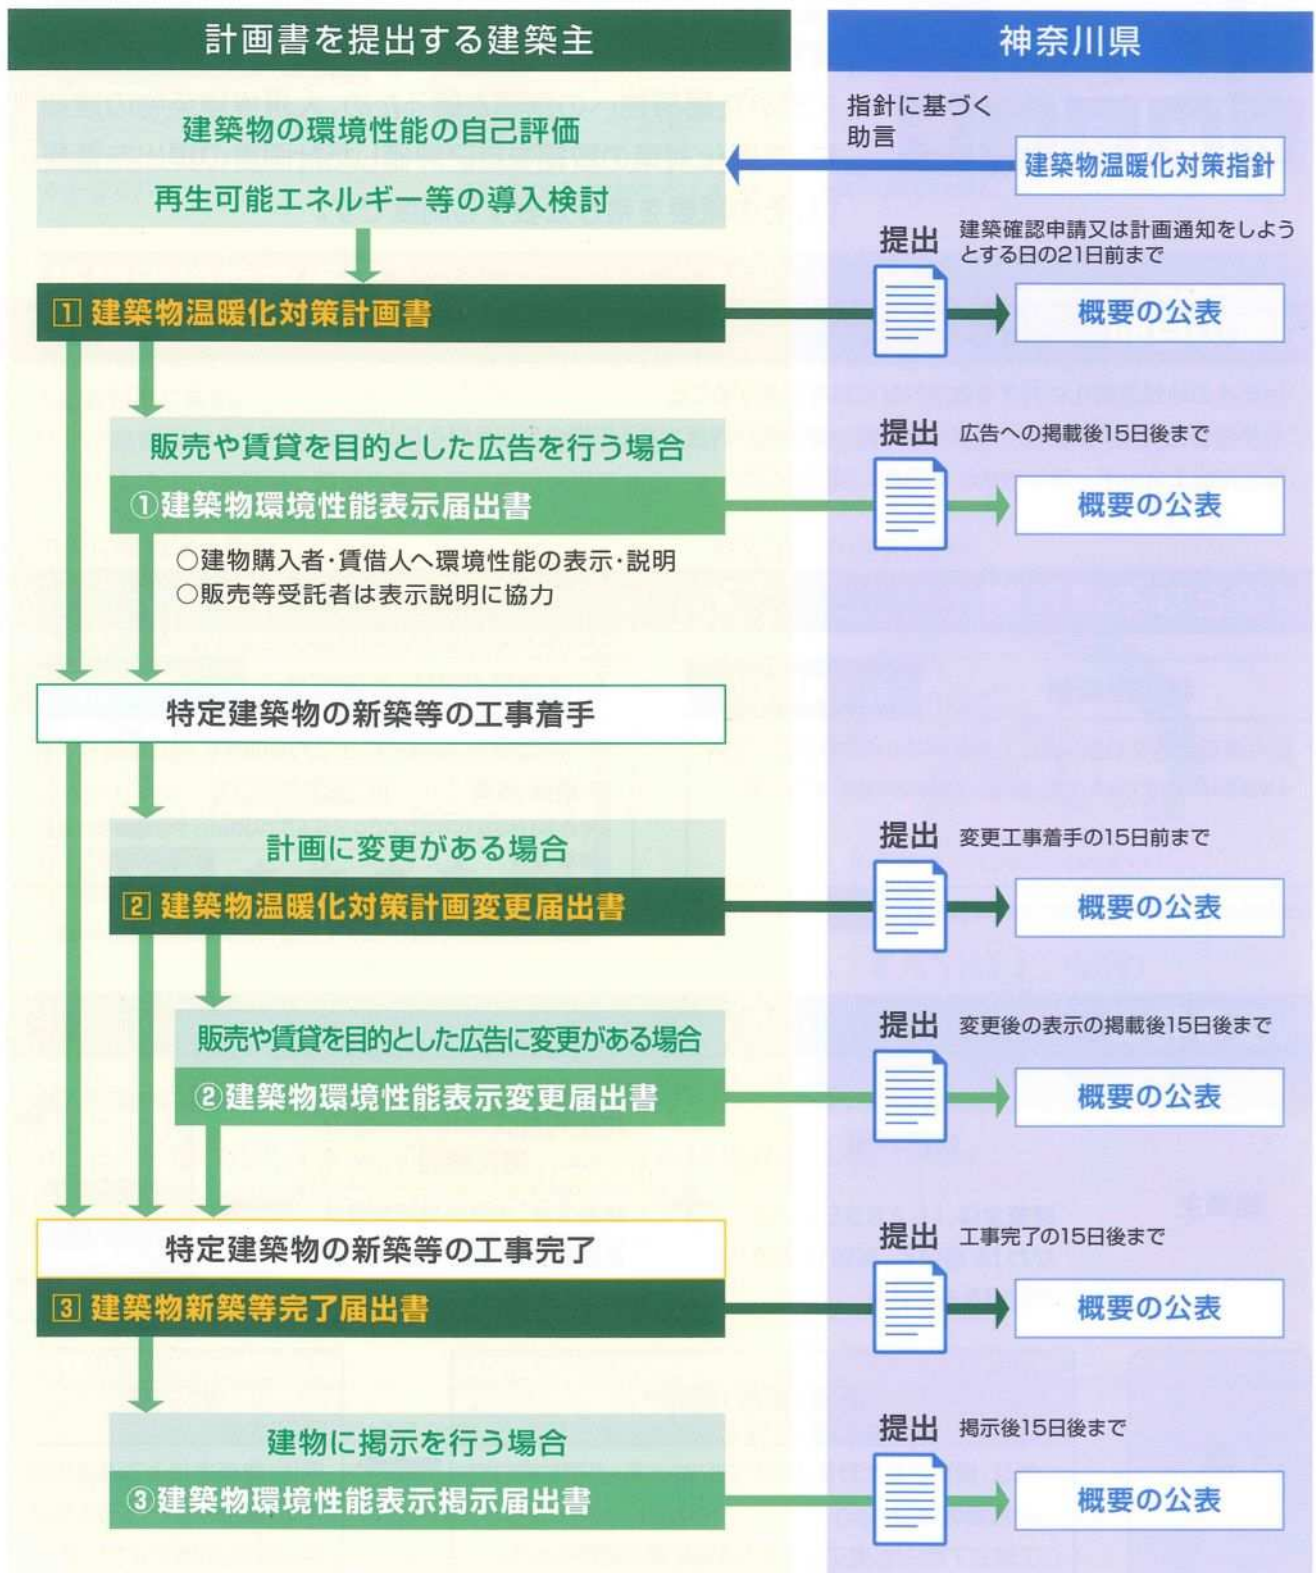 計画書を提出する建築主
神奈川県
建築物の環境性能の自己評価
再生可能エネルギー等の導入検討
指針に基づく
助言
建築物温暖化対策指針
提出 建築確認申請又は計画通知をしよう
とする日の21日前まで
1 建築物温暖化対策計画書
概要の公表
販売や賃貸を目的とした広告を行う場合
①建築物環境性能表示届出書
提出 広告への掲載後15日後まで
概要の公表
○建物購入者・賃借人へ環境性能の表示・説明
○販売等受託者は表示説明に協力
特定建築物の新築等の工事着手
計画に変更がある場合
2 建築物温暖化対策計画変更届出書
提出 変更工事着手の15日前まで
概要の公表
販売や賃貸を目的とした広告に変更がある場合
②建築物環境性能表示変更届出書
提出 変更後の表示の掲載後15日後まで
概要の公表
特定建築物の新築等の工事完了
3 建築物新築等完了届出書
提出 工事完了の15日後まで
概要の公表
建物に掲示を行う場合
③建築物環境性能表示掲示届出書
提出 掲示後15日後まで
概要の公表